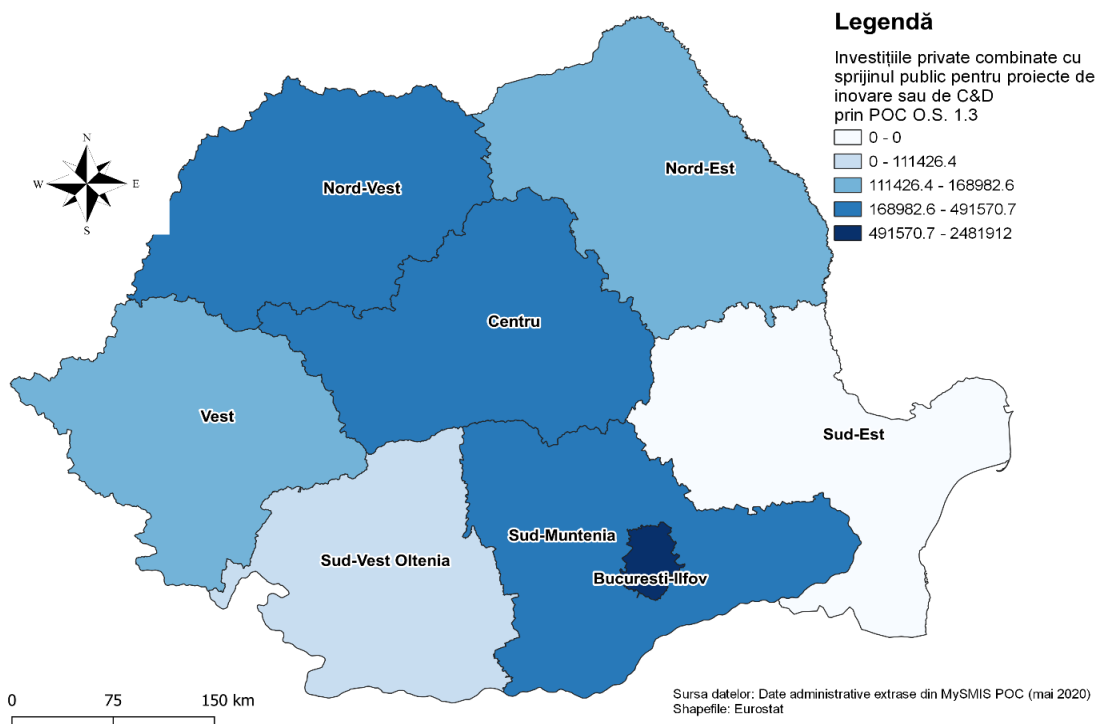 Legendă
Investițiile private combinate cu
sprijinul public pentru proiecte de
inovare sau de C&D
prin POC O.S. 1.3
0 - 0
0 - 111426.4
111426.4 - 168982.6
168982.6 - 491570.7
491570.7 - 2481912
N
W
E
S
Nord-Vest
Nord-Est
Centru
Vest
Sud-Est
Sud-Muntenia
Sud-Vest Oltenia
Bucuresti-Ilfov
0 75 150 km
Sursa datelor: Date administrative extrase din MySMIS POC (mai 2020)
Shapefile: Eurostat